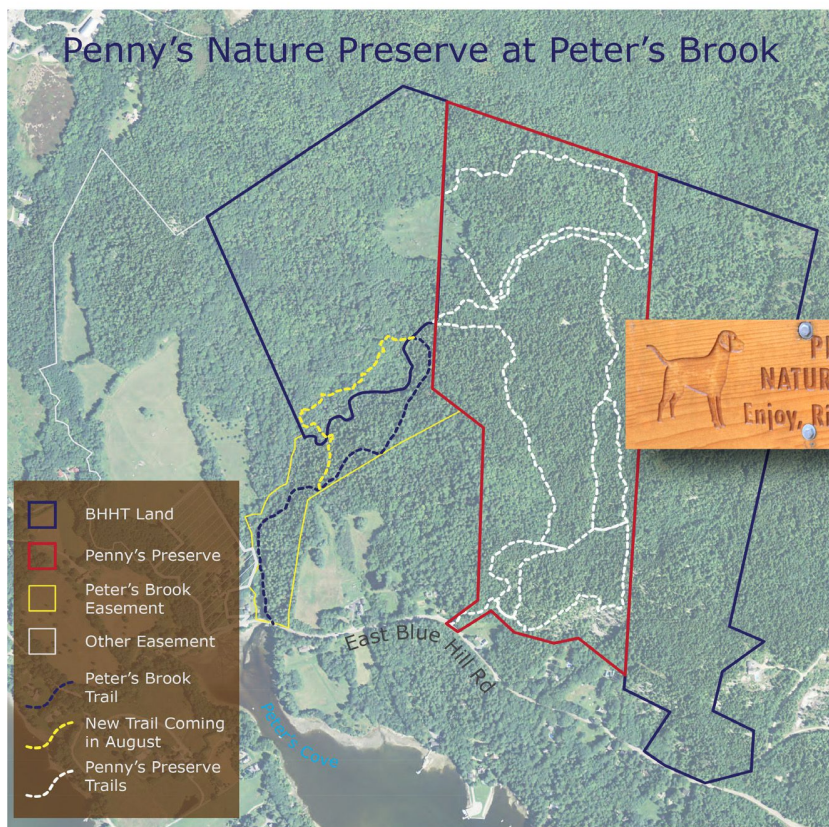 Penny's Nature Preserve at Peter's Brook
NATUR
Enjoy, Ri
BHHT Land
Penny's Preserve
Peter's Brook
Easement
Other Easement
Peter's Brook
Trail
New Trail Coming
in August
Penny's Preserve
Trails
East Blue Hill Rd
Peter's Cove